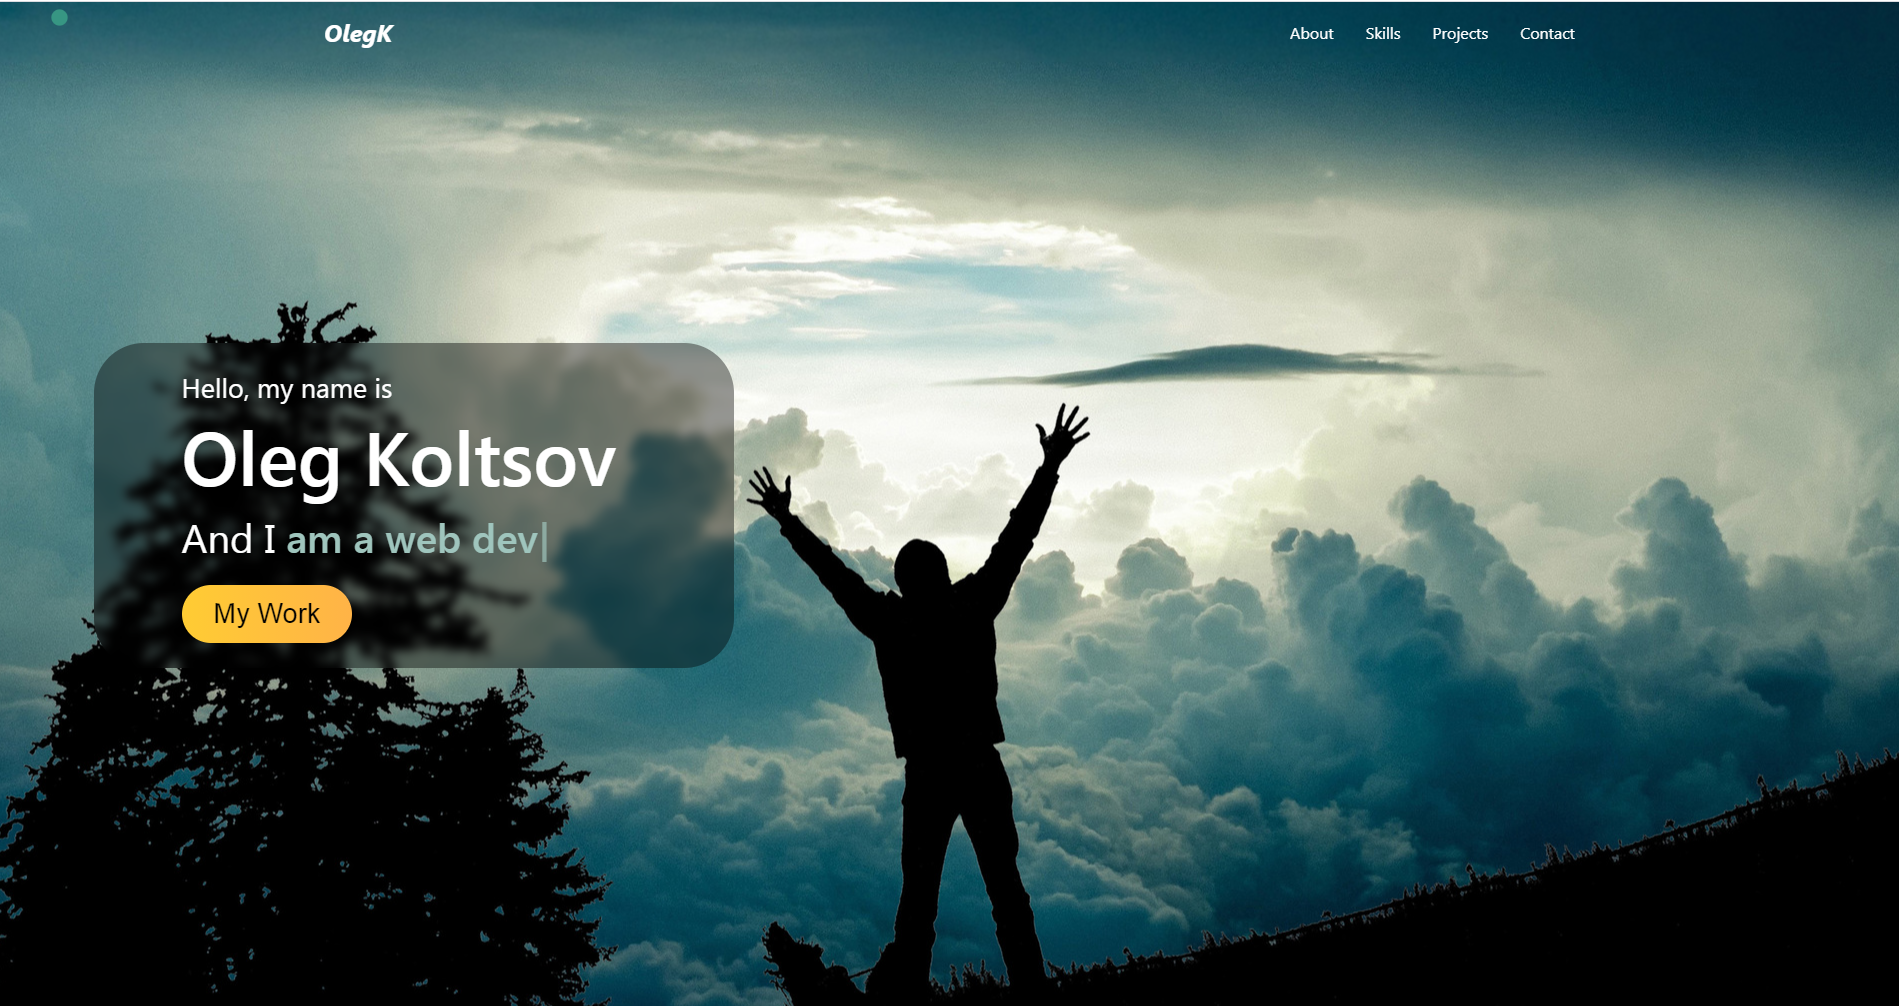 OlegK
About Skills Projects Contact
Hello, my name is
Oleg Koltsov
And I am a web dev|
My Work